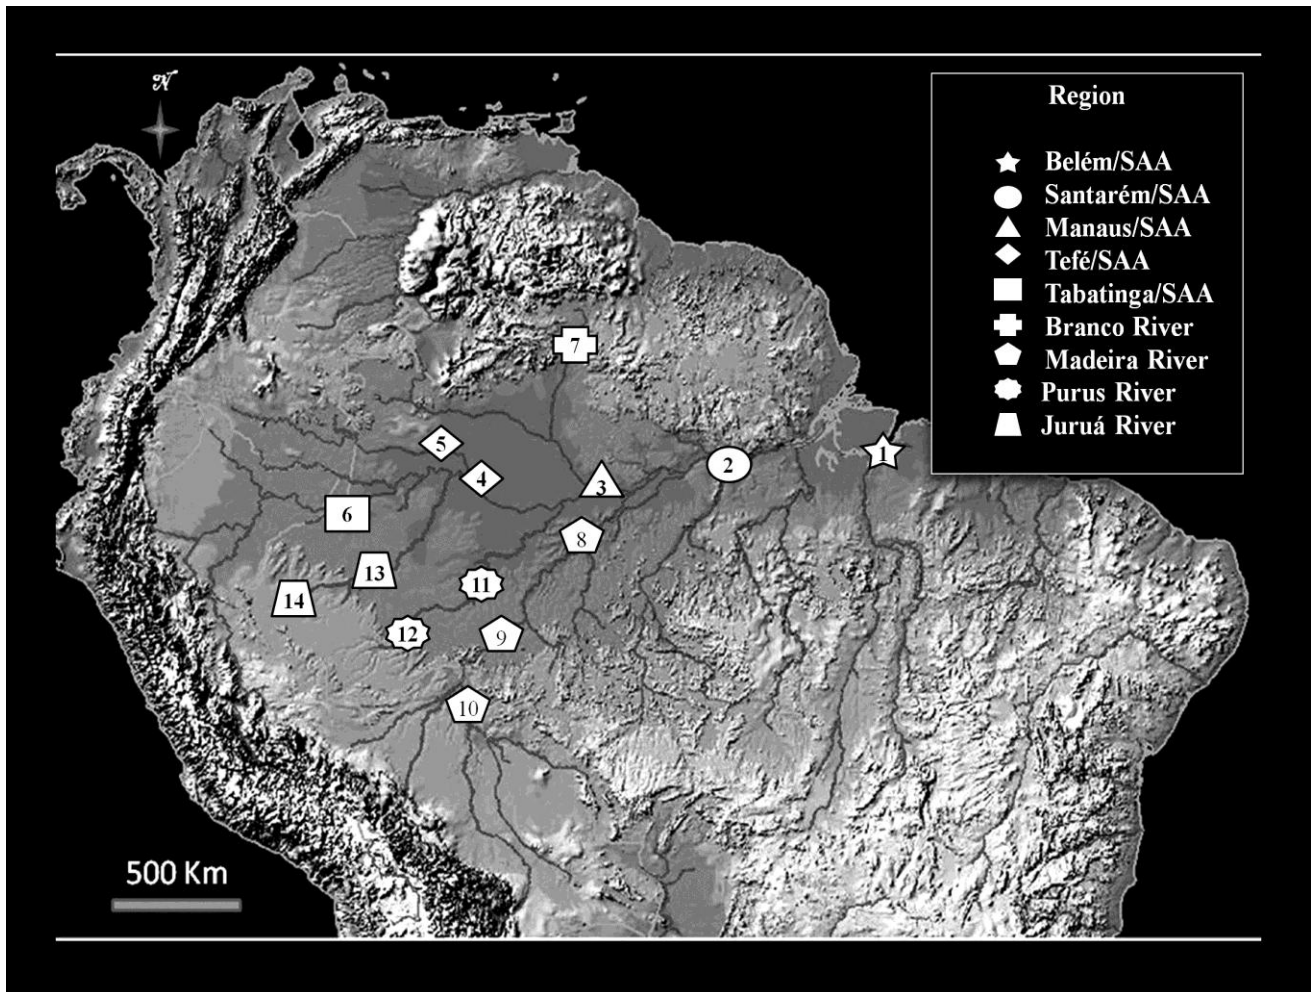 N
Region
Belém/SAA
Santarém/SAA
Manaus/SAA
Tefé/SAA
Tabatinga/SAA
Branco River
Madeira River
Purus River
Juruá River
7
5
4
3
2
1
6
8
13
11
14
12
9
10
500 Km